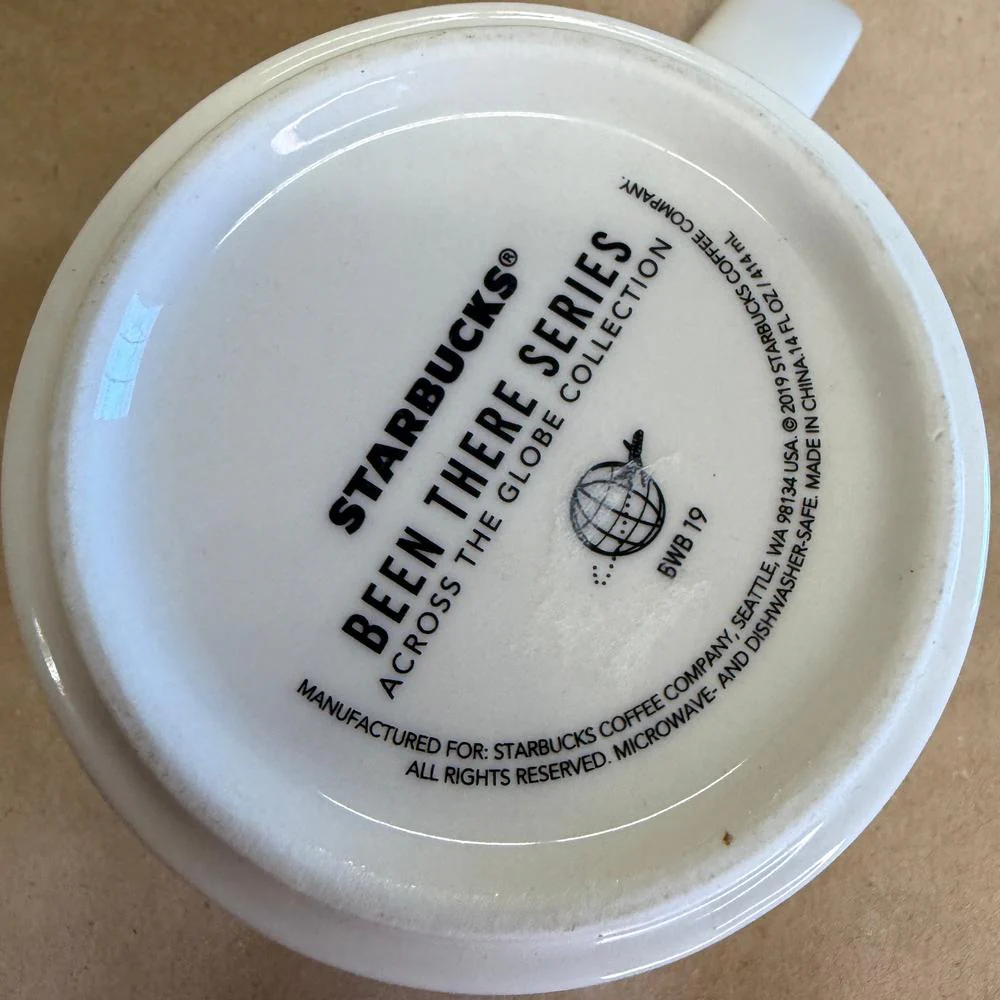 STARBUCKS®
BEEN THERE SERIES
ACROSS THE GLOBE COLLECTION
BWB 19
MANUFACTURED FOR: STARBUCKS COFFEE COMPANY, SEATTLE, WA 98134 USA. © 2019 STARBUCKS COFFEE COMPANY.
ALL RIGHTS RESERVED. MICROWAVE- AND DISHWASHER-SAFE. MADE IN CHINA.14 FL OZ / 414 mL